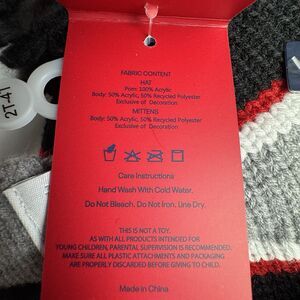 FABRIC CONTENT
HAT
Pom: 100% Acrylic
Body: 50% Acrylic, 50% Recycled Polyester
Exclusive of Decoration
MITTENS
Body: 50% Acrylic, 50% Recycled Polyester
Exclusive of Decoration
Care Instructions
Hand Wash With Cold Water.
Do Not Bleach. Do Not Iron. Line Dry.
THIS IS NOT A TOY.
AS WITH ALL PRODUCTS INTENDED FOR
YOUNG CHILDREN, PARENTAL SUPERVISION IS RECOMMENDED.
MAKE SURE ALL PLASTIC ATTACHMENTS AND PACKAGING
ARE PROPERLY DISCARDED BEFORE GIVING TO CHILD.
Made in China